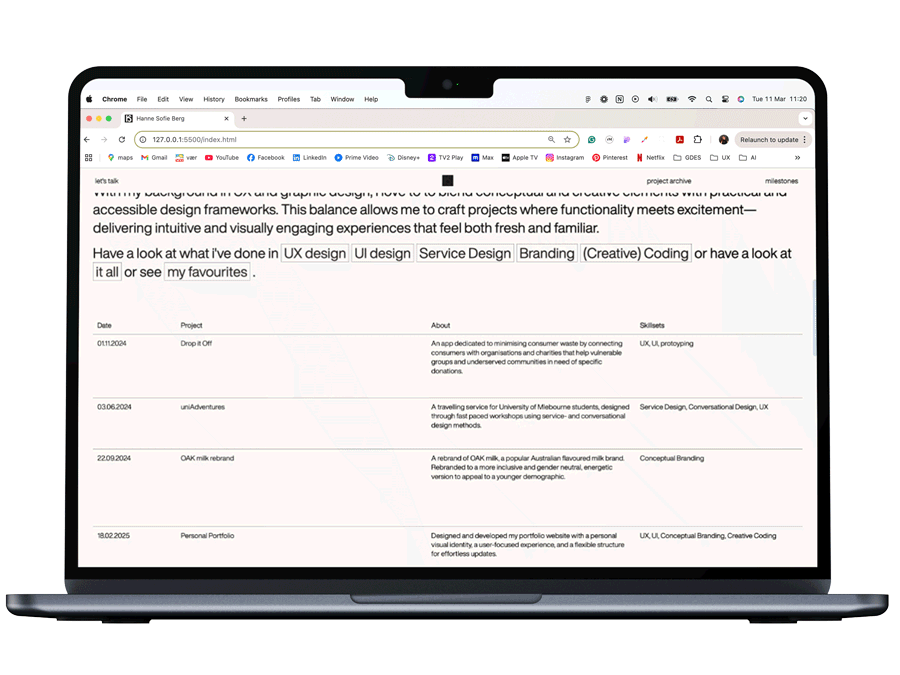 Chrome File Edit View History Bookmarks Profiles Tab Window Help Tue 11 Mar 11:20
Hanne Sofie Berg
127.0.0.1:5500/index.html Relaunch to update
maps Gmail vær YouTube Facebook LinkedIn Prime Video Disney+ TV2 Play Max Apple TV Instagram Pinterest Netflix GDES UX AI
let's talk project archive milestones
With my background in UX and graphic design, I love to to blend conceptual and creative elements with practical and
accessible design frameworks. This balance allows me to craft projects where functionality meets excitement—
delivering intuitive and visually engaging experiences that feel both fresh and familiar.
Have a look at what i've done in UX design UI design Service Design Branding (Creative) Coding or have a look at
it all or see my favourites .
Date Project About Skillsets
01.11.2024 Drop it Off An app dedicated to minimising consumer waste by connecting UX, UI, protoyping
consumers with organisations and charities that help vulnerable
groups and underserved communities in need of specific
donations.
03.06.2024 uniAdventures A travelling service for University of Mlebourne students, designed Service Design, Conversational Design, UX
through fast paced workshops using service- and conversational
design methods.
22.09.2024 OAK milk rebrand A rebrand of OAK milk, a popular Australian flavoured milk brand. Conceptual Branding
Rebranded to a more inclusive and gender neutral, energetic
version to appeal to a younger demographic.
18.02.2025 Personal Portfolio Designed and developed my portfolio website with a personal UX, UI, Conceptual Branding, Creative Coding
visual identity, a user-focused experience, and a flexible structure
for effortless updates.